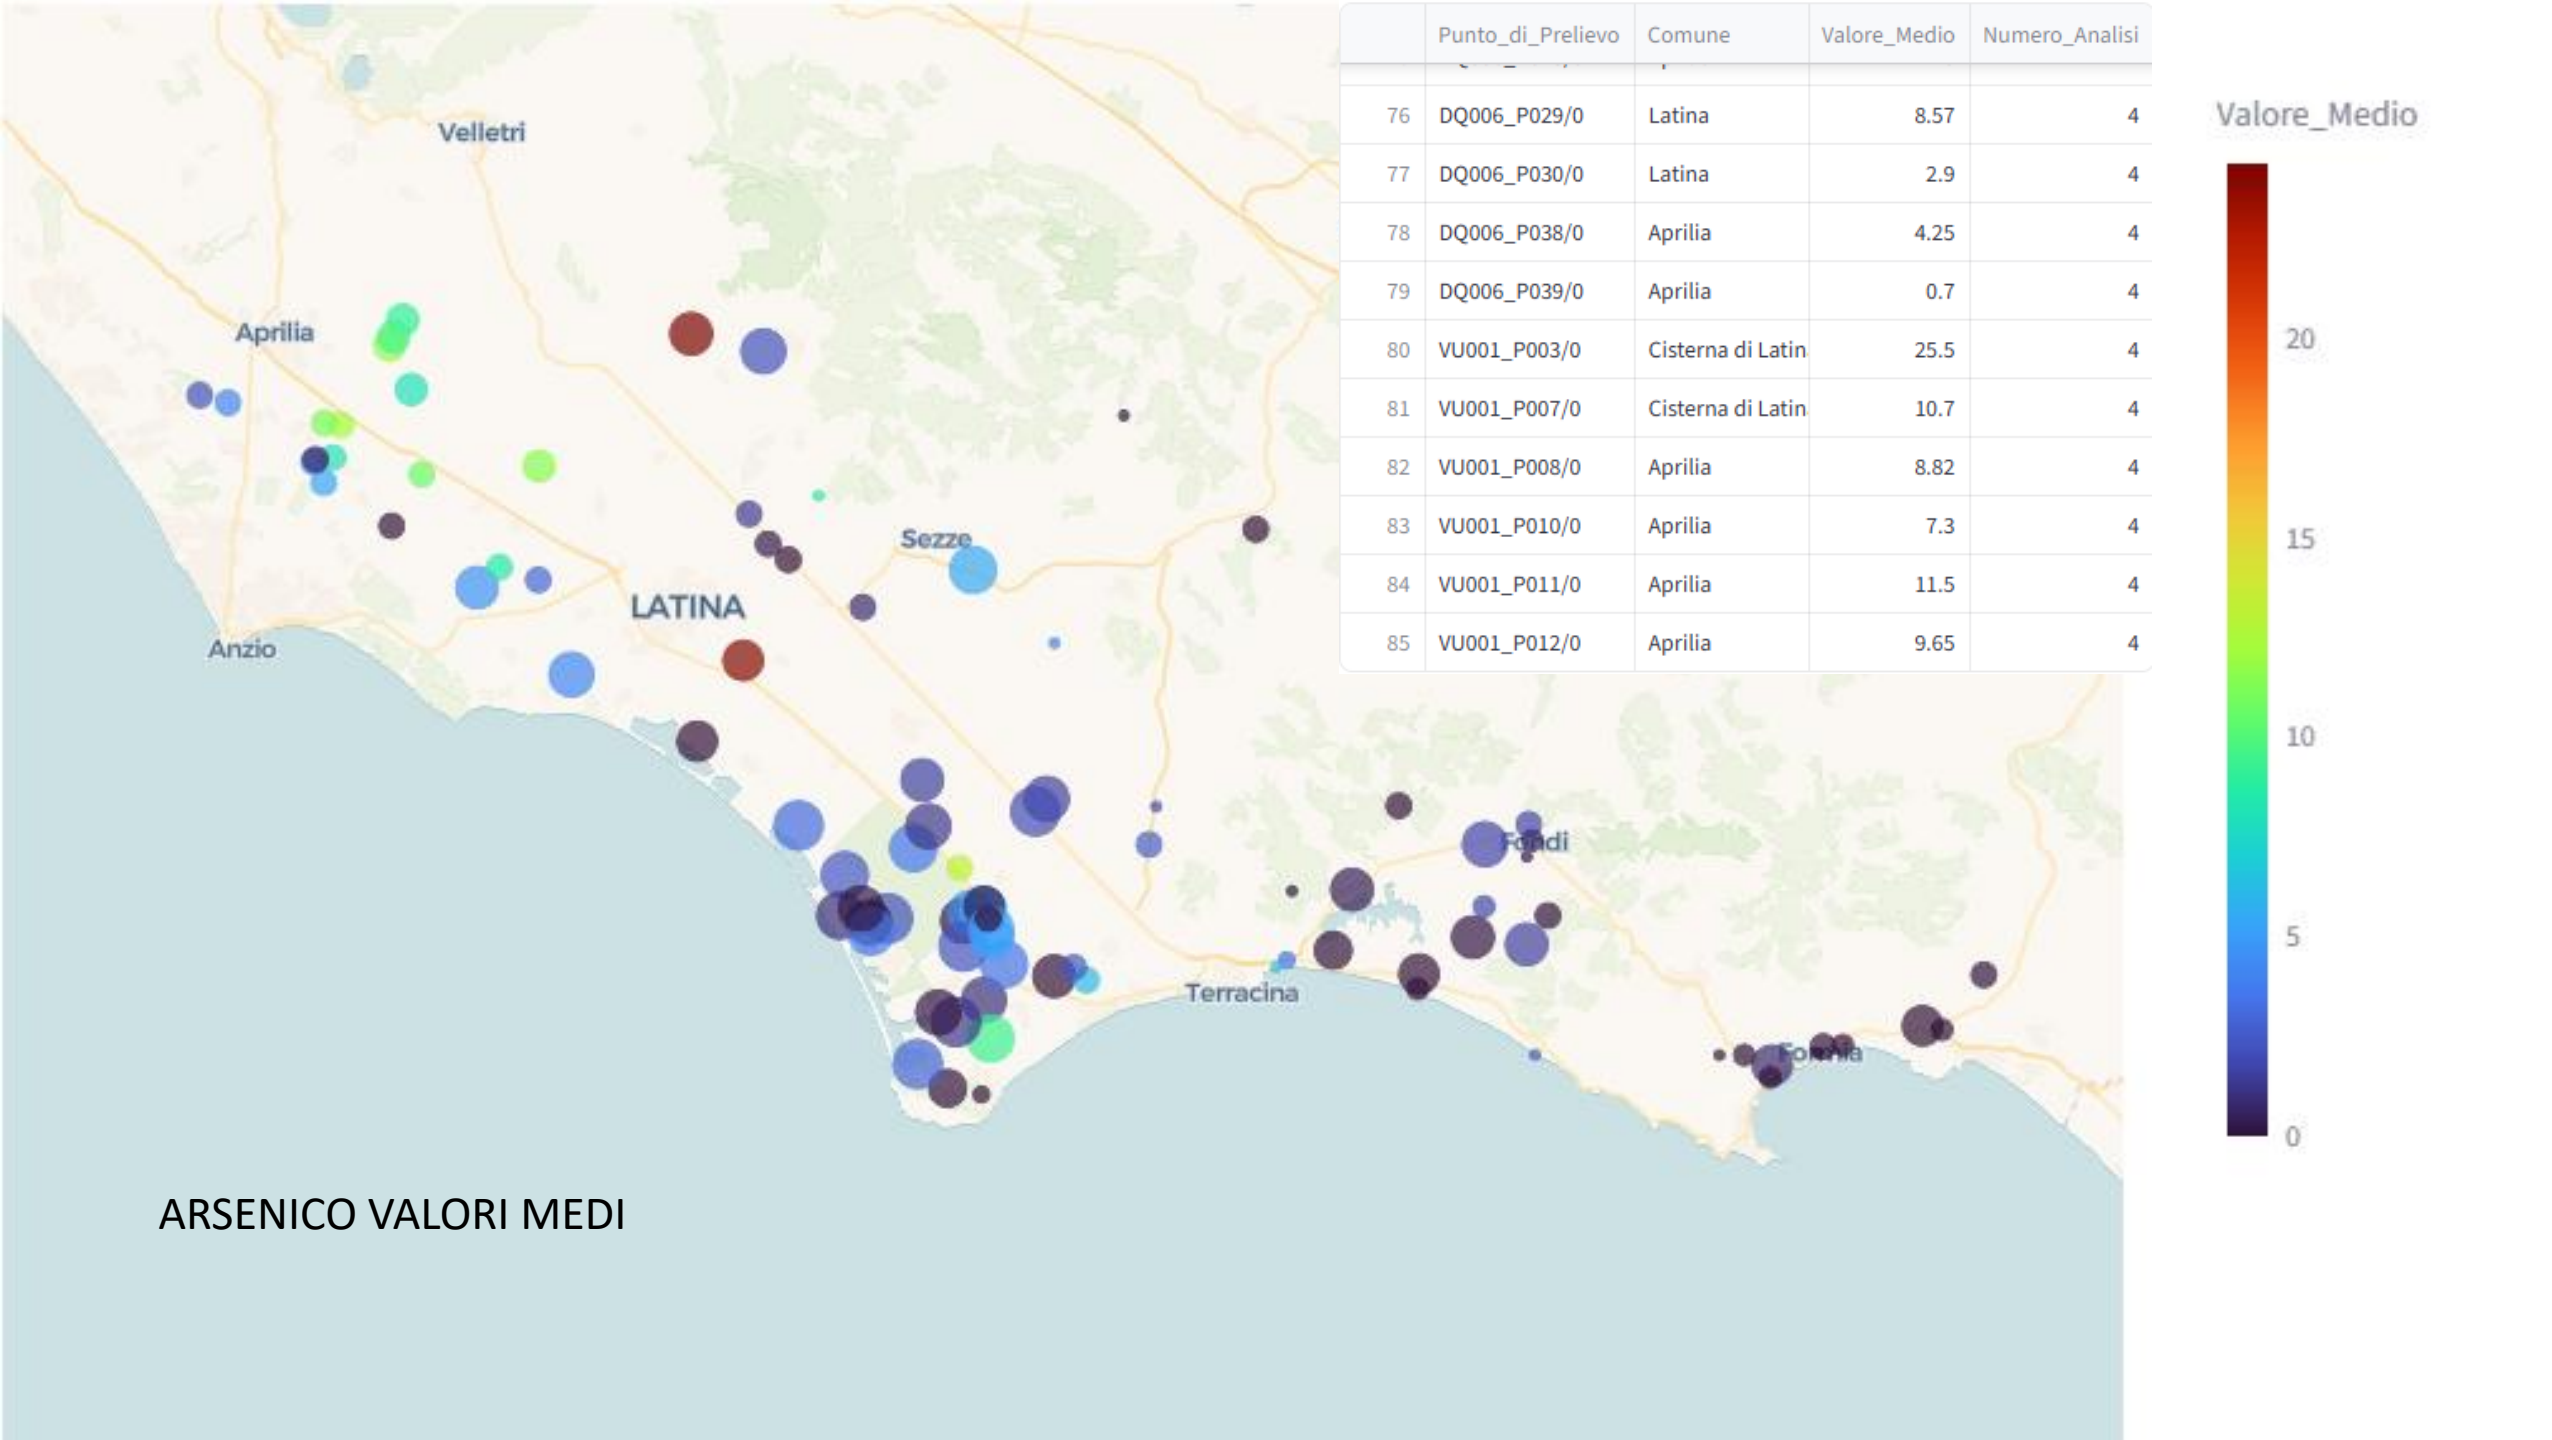 Punto_di_Prelievo Comune Valore_Medio Numero_Analisi
76 DQ006_P029/0 Latina 8.57 4
77 DQ006_P030/0 Latina 2.9 4
78 DQ006_P038/0 Aprilia 4.25 4
79 DQ006_P039/0 Aprilia 0.7 4
80 VU001_P003/0 Cisterna di Latin 25.5 4
81 VU001_P007/0 Cisterna di Latin 10.7 4
82 VU001_P008/0 Aprilia 8.82 4
83 VU001_P010/0 Aprilia 7.3 4
84 VU001_P011/0 Aprilia 11.5 4
85 VU001_P012/0 Aprilia 9.65 4
Valore_Medio
20
15
10
5
0
Velletri
Aprilia
Sezze
LATINA
Anzio
Fondi
Terracina
Formia
ARSENICO VALORI MEDI